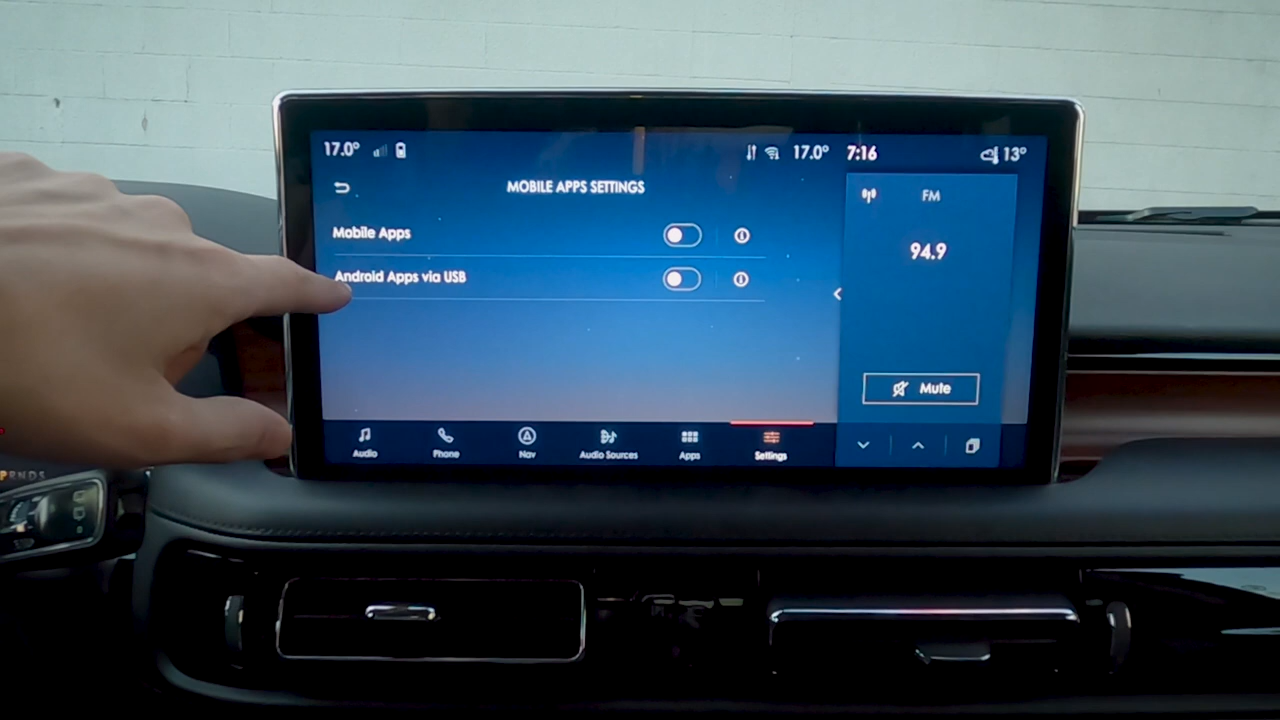 17.0° 17.0° 7:16 13°
MOBILE APPS SETTINGS
FM
Mobile Apps
94.9
Android Apps via USB
Mute
Audio Phone Nav Audio Sources Apps Settings
PRNDS